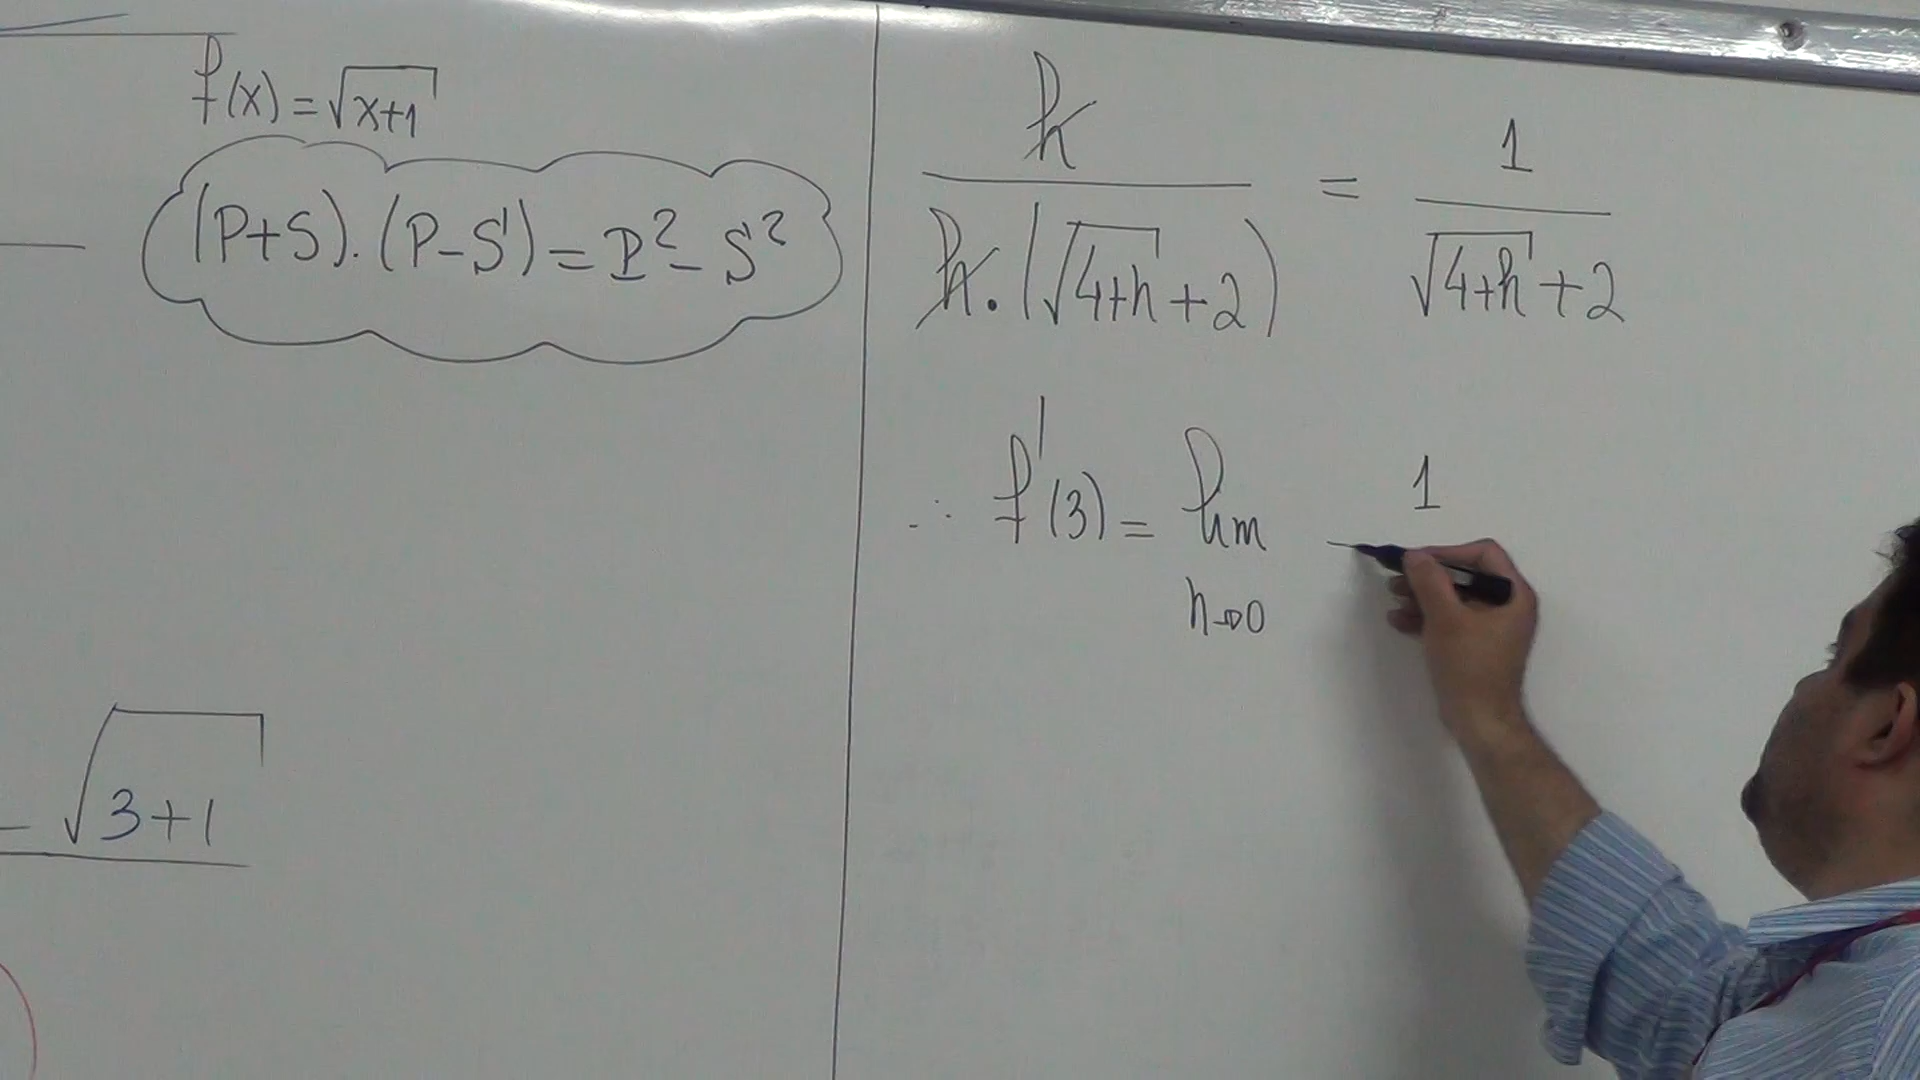 f(x) = √x+1
(P+S).(P-S) = P² - S²
- √3+1
h / h.(√4+h + 2) = 1 / √4+h + 2
∴ f'(3) = lim 1
h→0